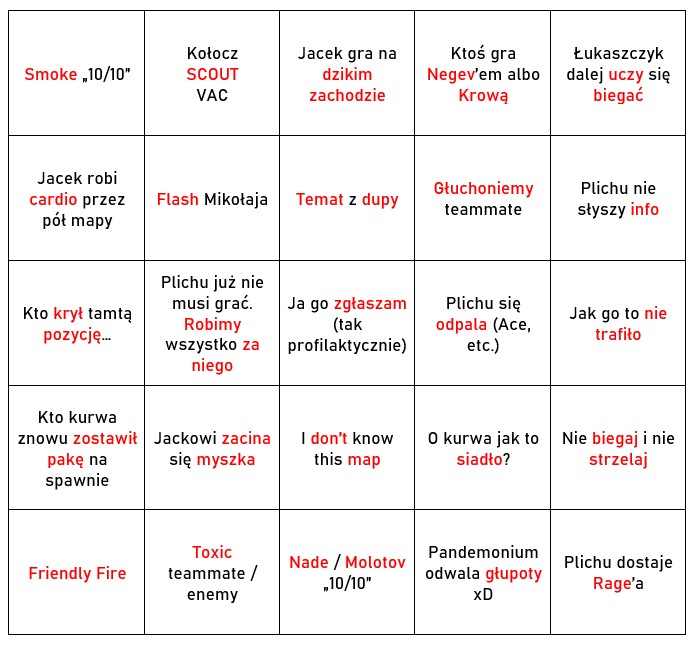 Smoke „10/10”
Kołocz
SCOUT
VAC
Jacek gra na
dzikim
zachodzie
Ktoś gra
Negev’em albo
Krową
Łukaszczyk
dalej uczy się
biegać
Jacek robi
cardio przez
pół mapy
Flash Mikołaja
Temat z dupy
Głuchoniemy
teammate
Plichu nie
słyszy info
Kto krył tamtą
pozycję...
Plichu już nie
musi grać.
Robimy
wszystko za
niego
Ja go zgłaszam
(tak
profilaktycznie)
Plichu się
odpala (Ace,
etc.)
Jak go to nie
trafiło
Kto kurwa
znowu zostawił
pakę na
spawnie
Jackowi zacina
się myszka
I don’t know
this map
O kurwa jak to
siadło?
Nie biegaj i nie
strzelaj
Friendly Fire
Toxic
teammate /
enemy
Nade / Molotov
„10/10”
Pandemonium
odwala głupoty
xD
Plichu dostaje
Rage’a